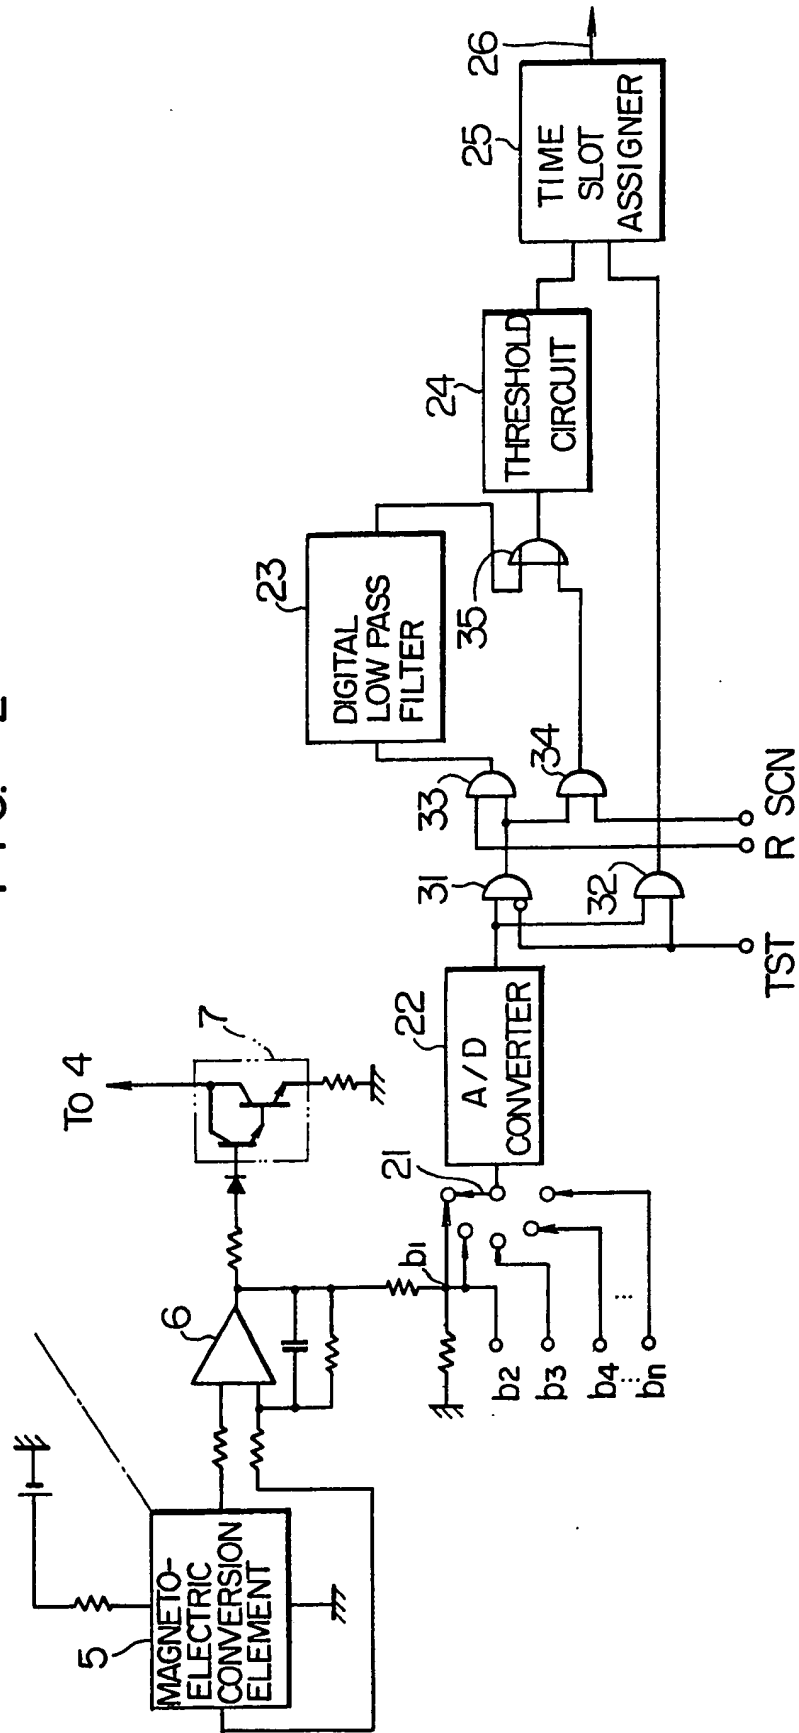 FIG. 2
5
MAGNETO-
ELECTRIC
CONVERSION
ELEMENT
6
7
To 4
b1
b2
b3
b4
...
bn
...
21
22
A/D
CONVERTER
TST
R
SCN
31
32
33
34
35
23
DIGITAL
LOW PASS
FILTER
24
THRESHOLD
CIRCUIT
25
TIME
SLOT
ASSIGNER
26